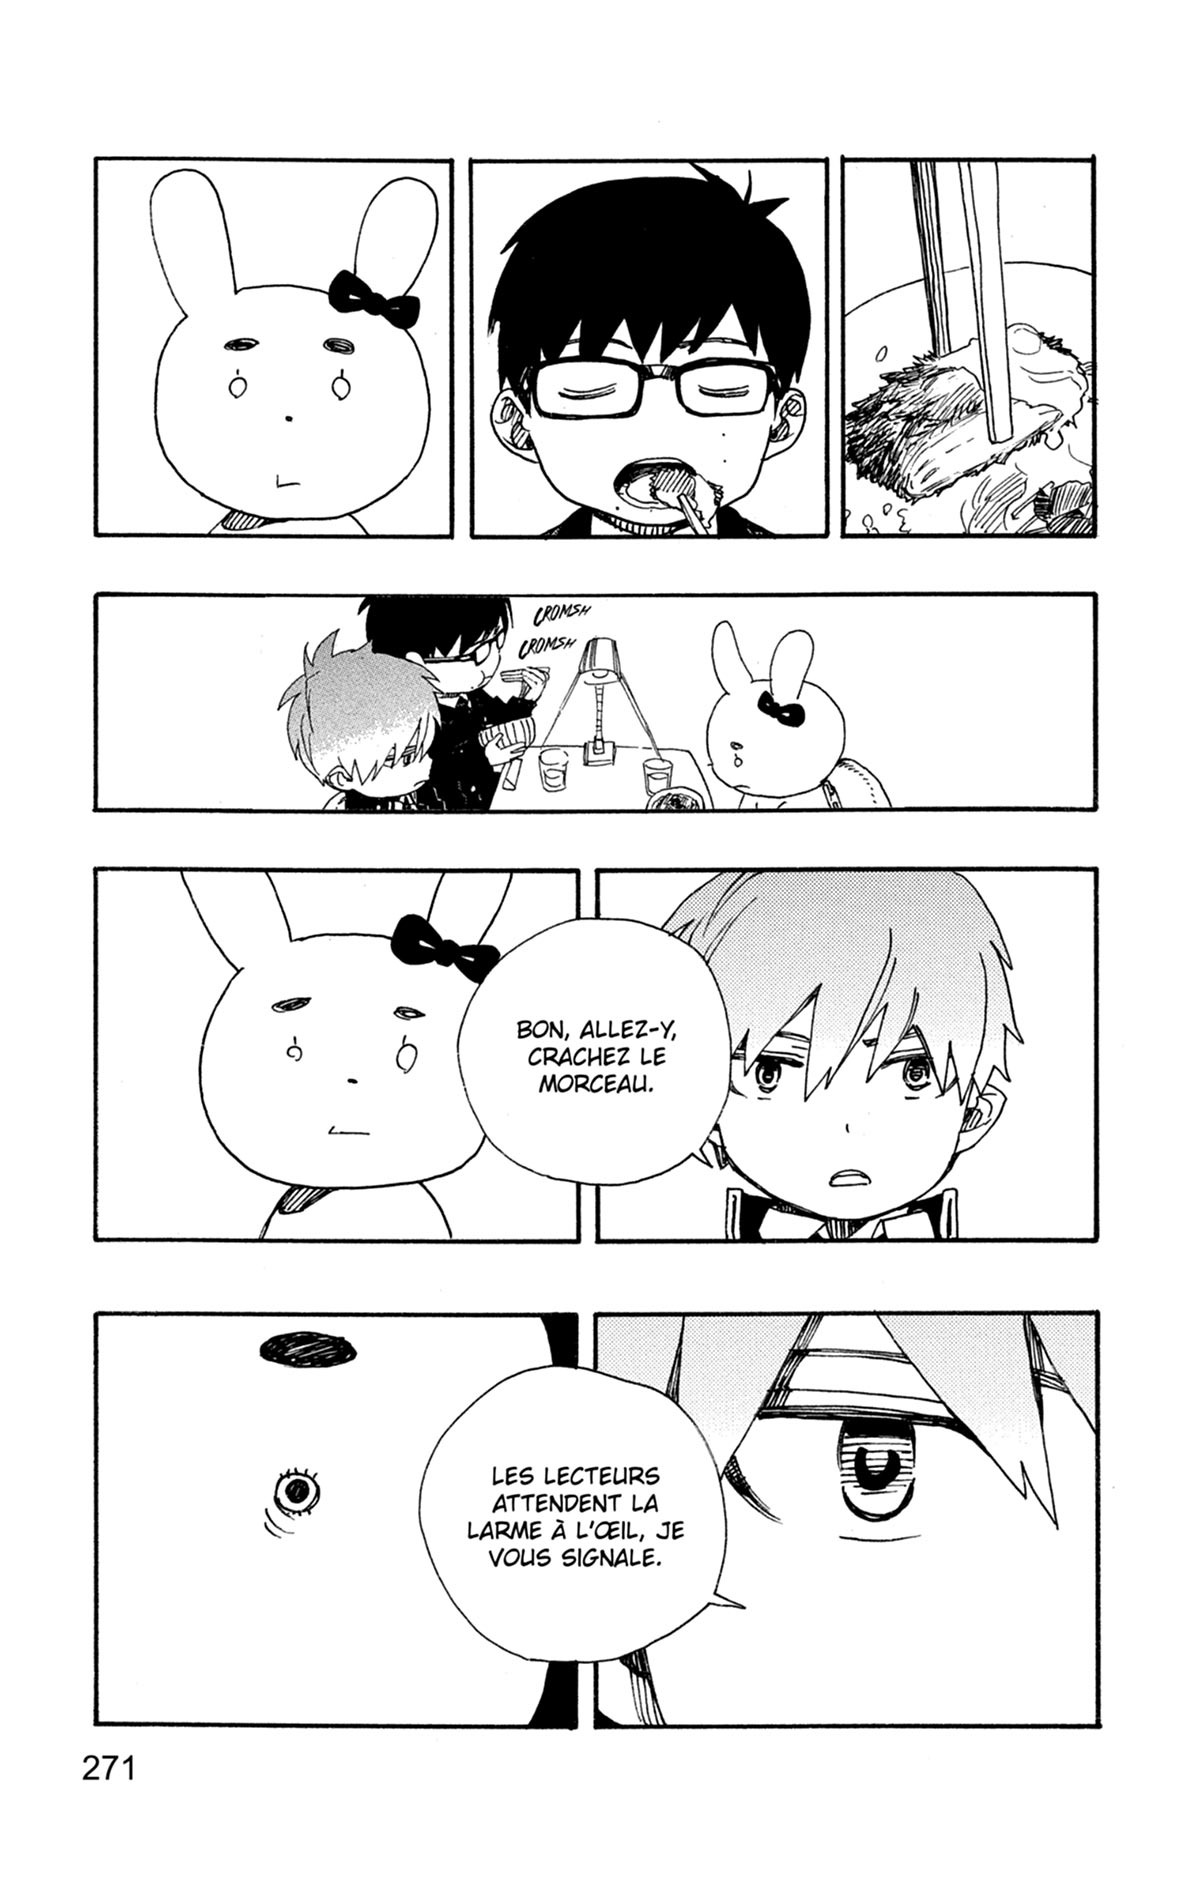 CROMSH
CROMSH
BON, ALLEZ-Y,
CRACHEZ LE
MORCEAU.
LES LECTEURS
ATTENDENT LA
LARME À L'ŒIL, JE
VOUS SIGNALE.
271